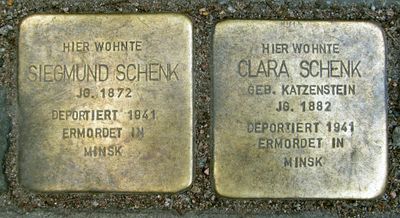 HIER WOHNTE
SIEGMUND SCHENK
JG. 1872
DEPORTIERT 1941
ERMORDET IN
MINSK
HIER WOHNTE
CLARA SCHENK
GEB. KATZENSTEIN
JG. 1882
DEPORTIERT 1941
ERMORDET IN
MINSK